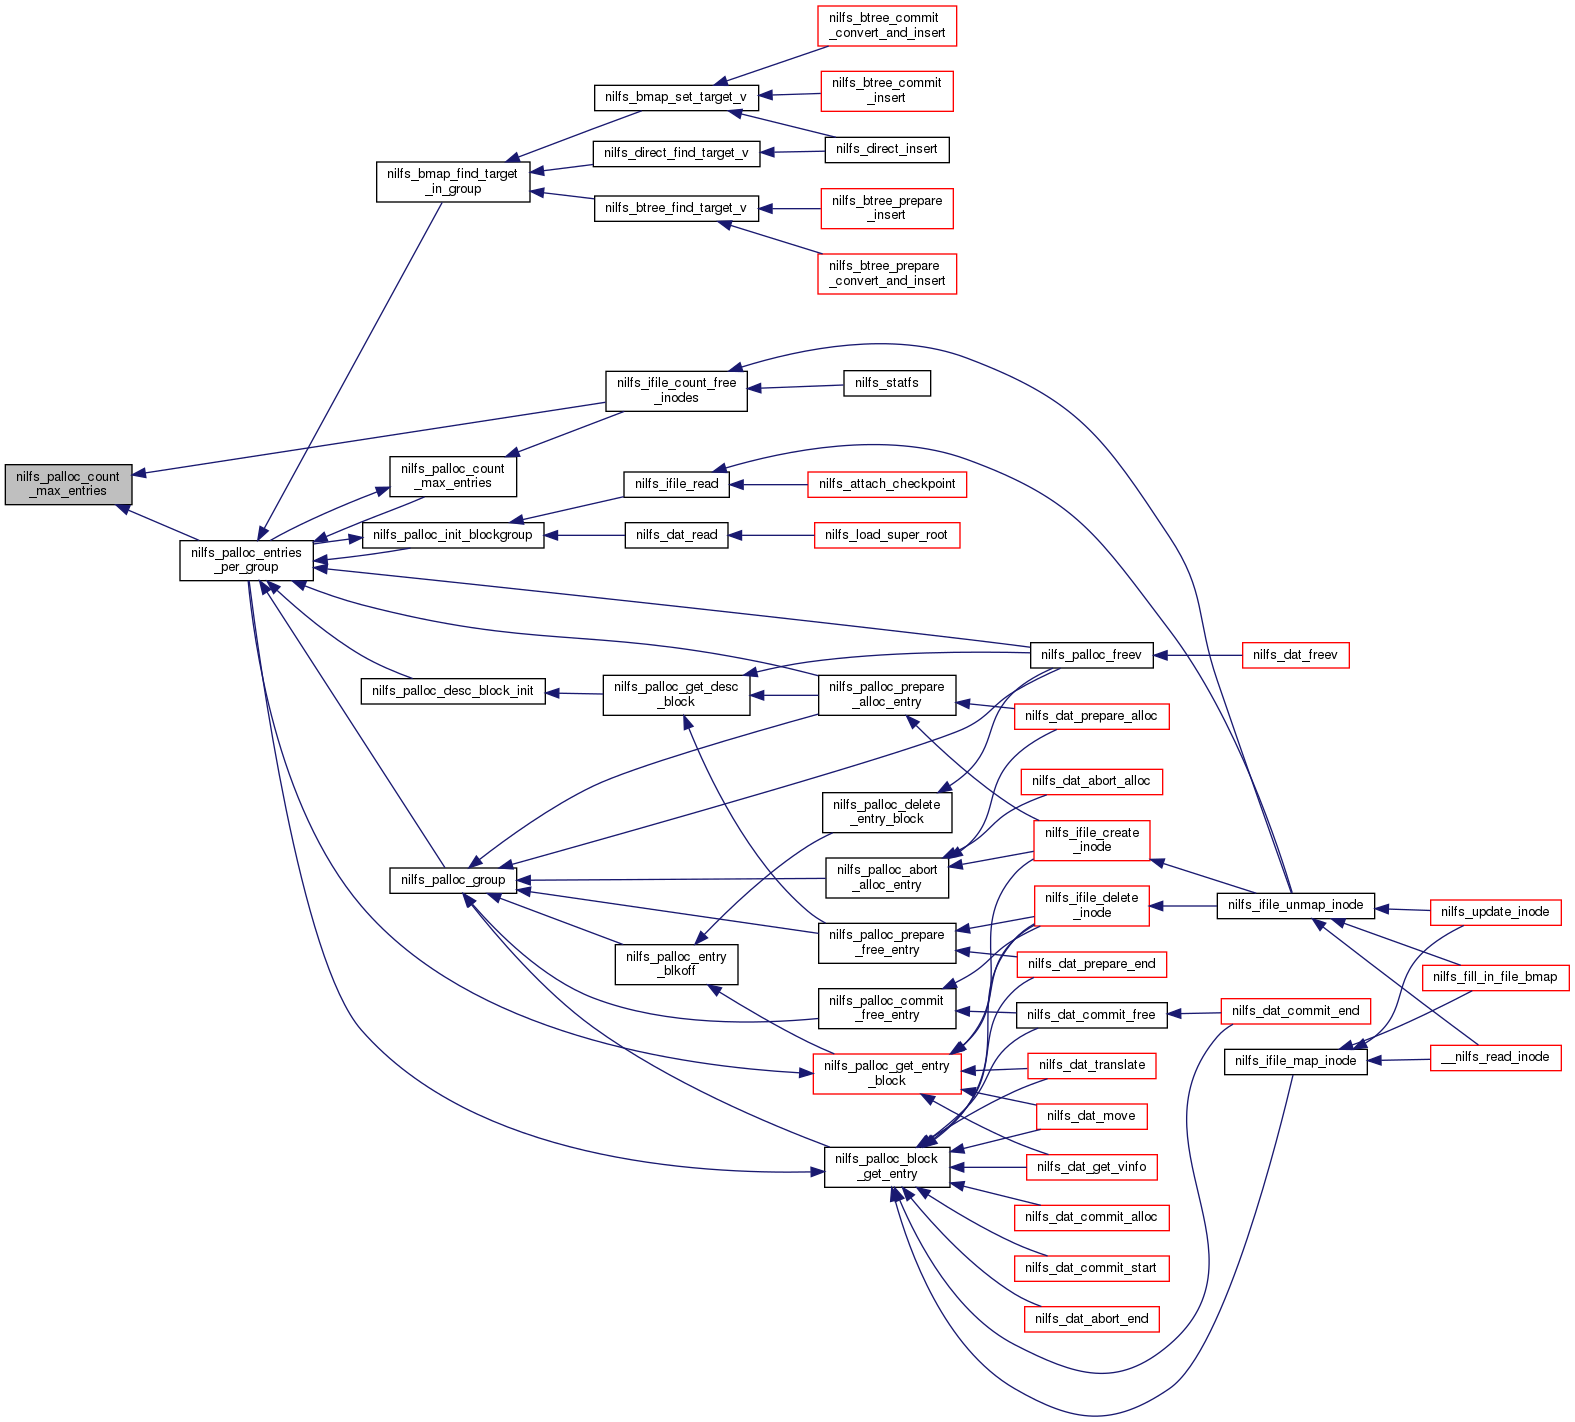 nilfs_btree_commit
_convert_and_insert
nilfs_btree_commit
_insert
nilfs_bmap_set_target_v
nilfs_direct_insert
nilfs_direct_find_target_v
nilfs_bmap_find_target
_in_group
nilfs_btree_find_target_v
nilfs_btree_prepare
_insert
nilfs_btree_prepare
_convert_and_insert
nilfs_ifile_count_free
_inodes
nilfs_statfs
nilfs_palloc_count
_max_entries
nilfs_palloc_count
_max_entries
nilfs_ifile_read
nilfs_attach_checkpoint
nilfs_palloc_init_blockgroup
nilfs_dat_read
nilfs_load_super_root
nilfs_palloc_entries
_per_group
nilfs_palloc_freev
nilfs_dat_freev
nilfs_palloc_desc_block_init
nilfs_palloc_get_desc
_block
nilfs_palloc_prepare
_alloc_entry
nilfs_dat_prepare_alloc
nilfs_dat_abort_alloc
nilfs_palloc_delete
_entry_block
nilfs_ifile_create
_inode
nilfs_palloc_group
nilfs_palloc_abort
_alloc_entry
nilfs_ifile_delete
_inode
nilfs_ifile_unmap_inode
nilfs_update_inode
nilfs_palloc_prepare
_free_entry
nilfs_palloc_entry
_blkoff
nilfs_dat_prepare_end
nilfs_fill_in_file_bmap
nilfs_palloc_commit
_free_entry
nilfs_dat_commit_free
nilfs_dat_commit_end
nilfs_ifile_map_inode
__nilfs_read_inode
nilfs_palloc_get_entry
_block
nilfs_dat_translate
nilfs_dat_move
nilfs_palloc_block
_get_entry
nilfs_dat_get_vinfo
nilfs_dat_commit_alloc
nilfs_dat_commit_start
nilfs_dat_abort_end